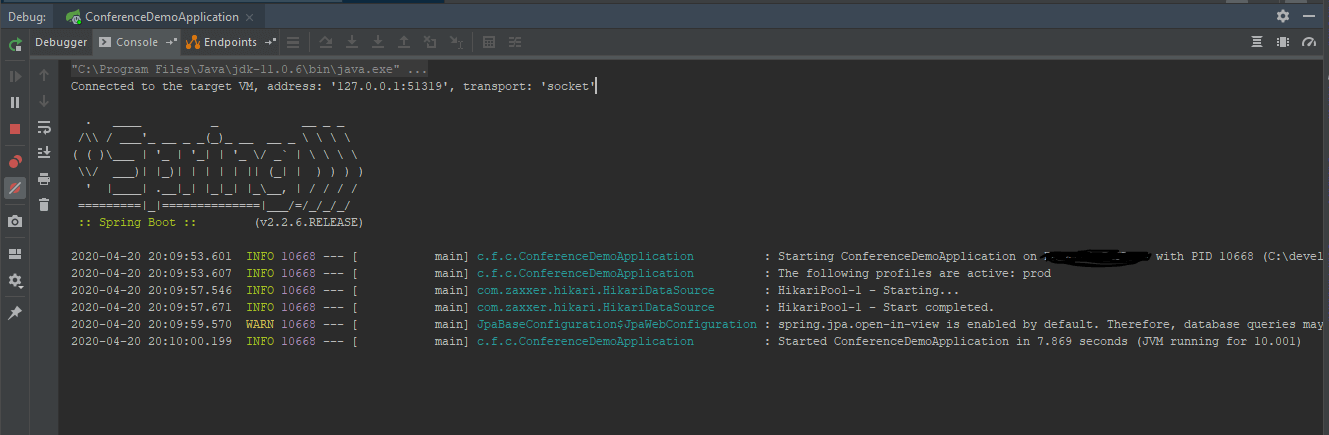 Debug: ConferenceDemoApplication
Debugger Console Endpoints
"C:\Program Files\Java\jdk-11.0.6\bin\java.exe" ...
Connected to the target VM, address: '127.0.0.1:51319', transport: 'socket'
  .   ____          _            __ _ _
 /\\ / ___'_ __ _ _(_)_ __  __ _ \ \ \ \
( ( )\___ | '_ | '_| | '_ \/ _` | \ \ \ \
 \\/  ___)| |_)| | | | | || (_| |  ) ) ) )
  '  |____| .__|_| |_|_| |_\__, | / / / /
 =========|_|==============|___/=/_/_/_/
 :: Spring Boot ::        (v2.2.6.RELEASE)
2020-04-20 20:09:53.601  INFO 10668 --- [           main] c.f.c.ConferenceDemoApplication          : Starting ConferenceDemoApplication on with PID 10668 (C:\devel
2020-04-20 20:09:53.607  INFO 10668 --- [           main] c.f.c.ConferenceDemoApplication          : The following profiles are active: prod
2020-04-20 20:09:57.546  INFO 10668 --- [           main] com.zaxxer.hikari.HikariDataSource       : HikariPool-1 - Starting...
2020-04-20 20:09:57.671  INFO 10668 --- [           main] com.zaxxer.hikari.HikariDataSource       : HikariPool-1 - Start completed.
2020-04-20 20:09:59.570  WARN 10668 --- [           main] JpaBaseConfiguration$JpaWebConfiguration : spring.jpa.open-in-view is enabled by default. Therefore, database queries may
2020-04-20 20:10:00.199  INFO 10668 --- [           main] c.f.c.ConferenceDemoApplication          : Started ConferenceDemoApplication in 7.869 seconds (JVM running for 10.001)